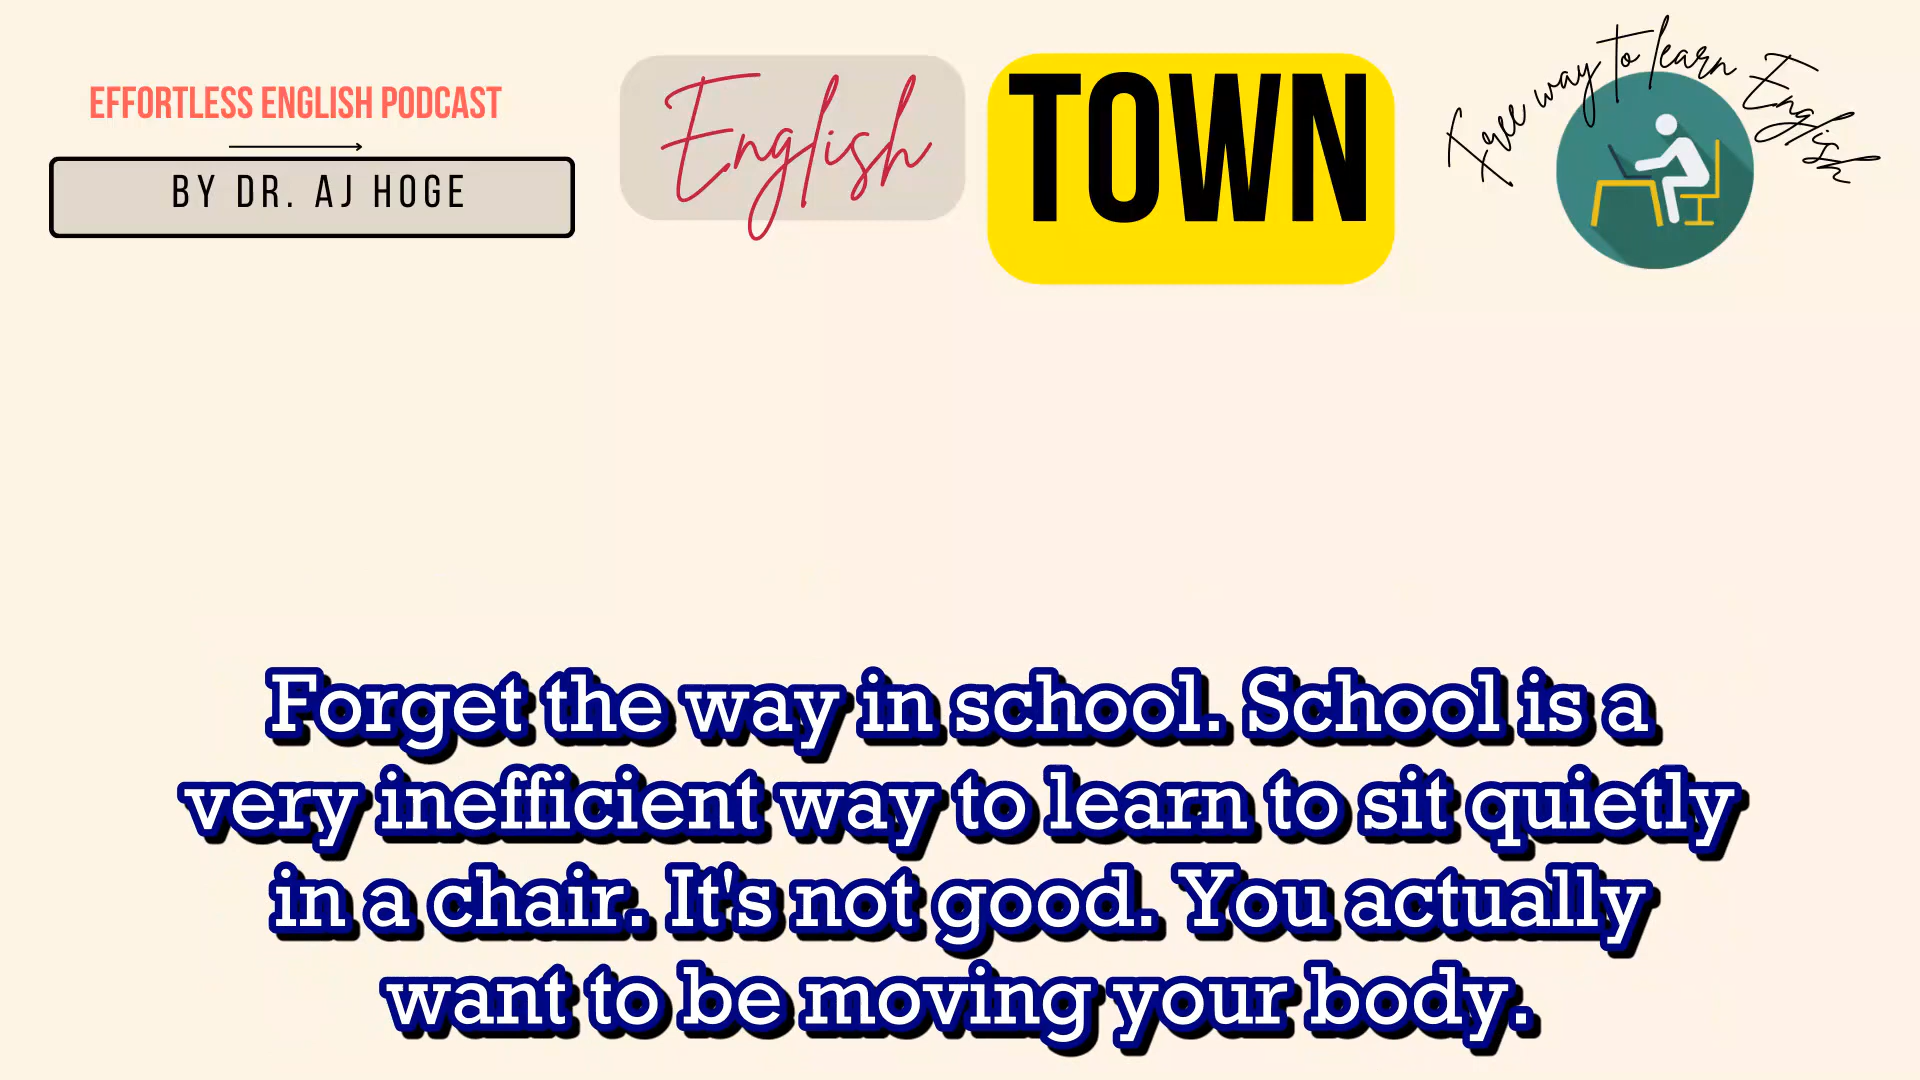 EFFORTLESS ENGLISH PODCAST
BY DR. AJ HOGE
English
TOWN
Free way to learn English
Forget the way in school. School is a
very inefficient way to learn to sit quietly
in a chair. It's not good. You actually
want to be moving your body.